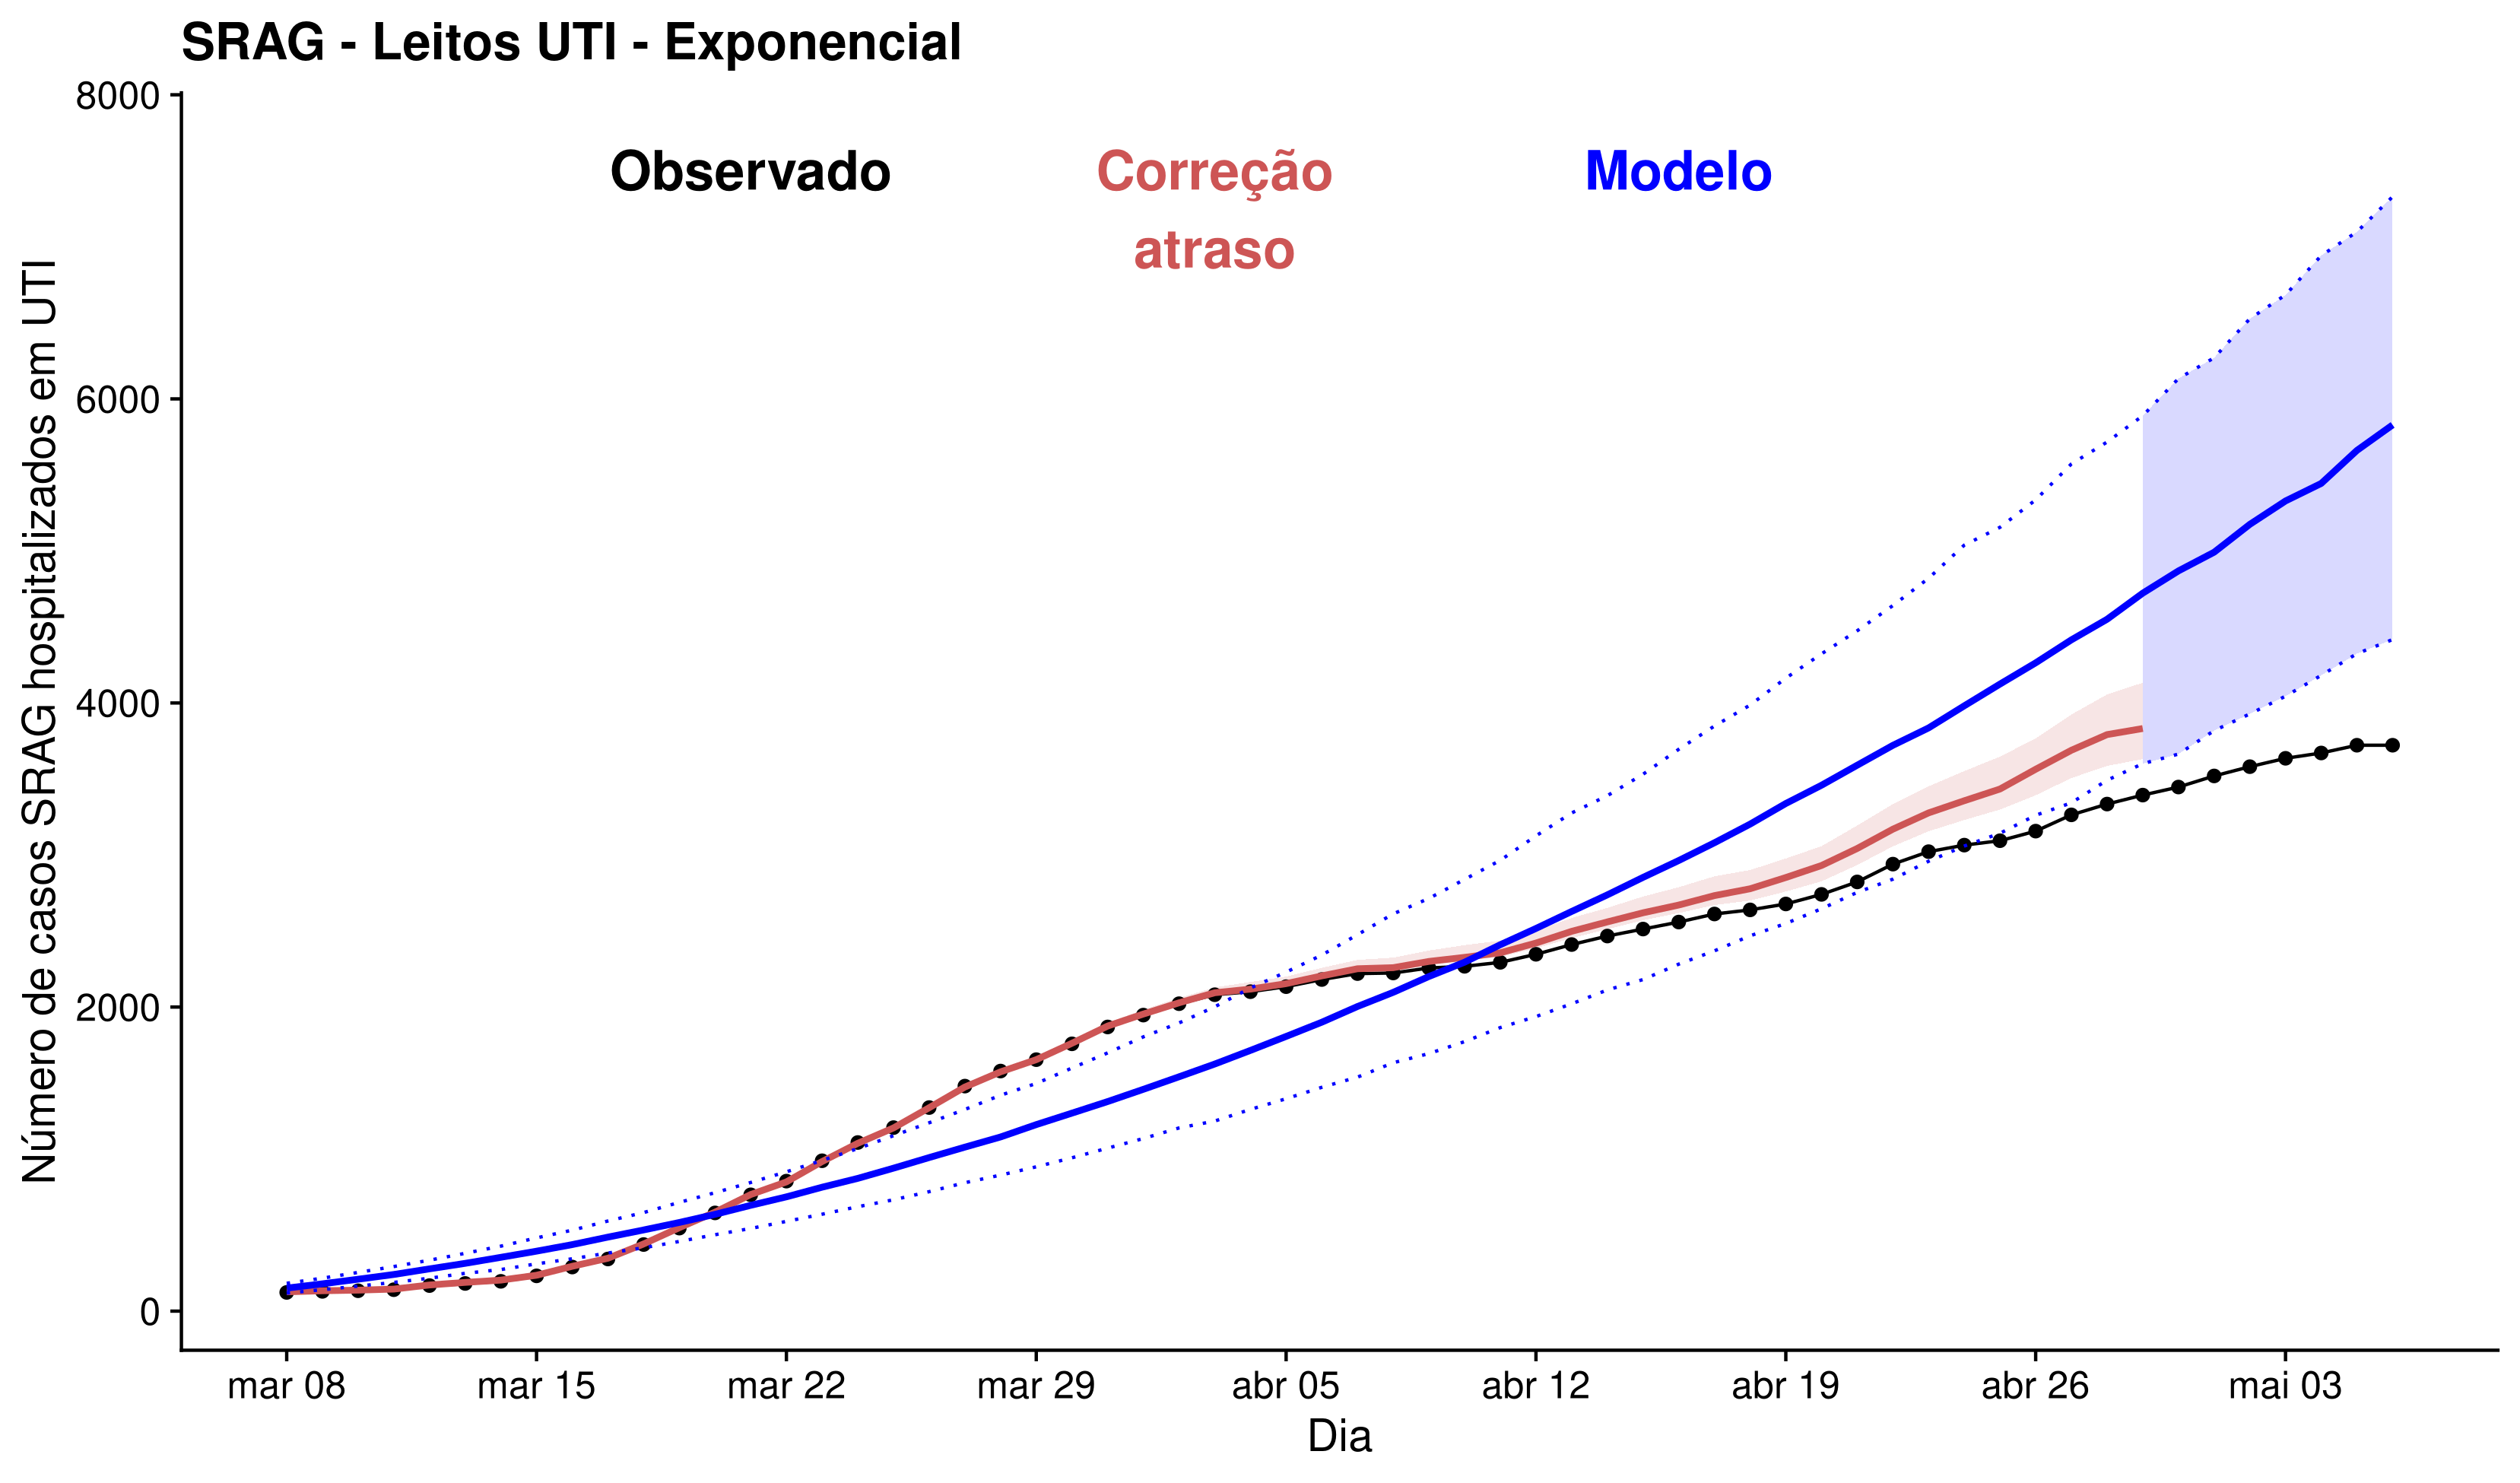 SRAG - Leitos UTI - Exponencial
Observado
Correção
atraso
Modelo
Número de casos SRAG hospitalizados em UTI
8000
6000
4000
2000
0
mar 08
mar 15
mar 22
mar 29
abr 05
abr 12
abr 19
abr 26
mai 03
Dia